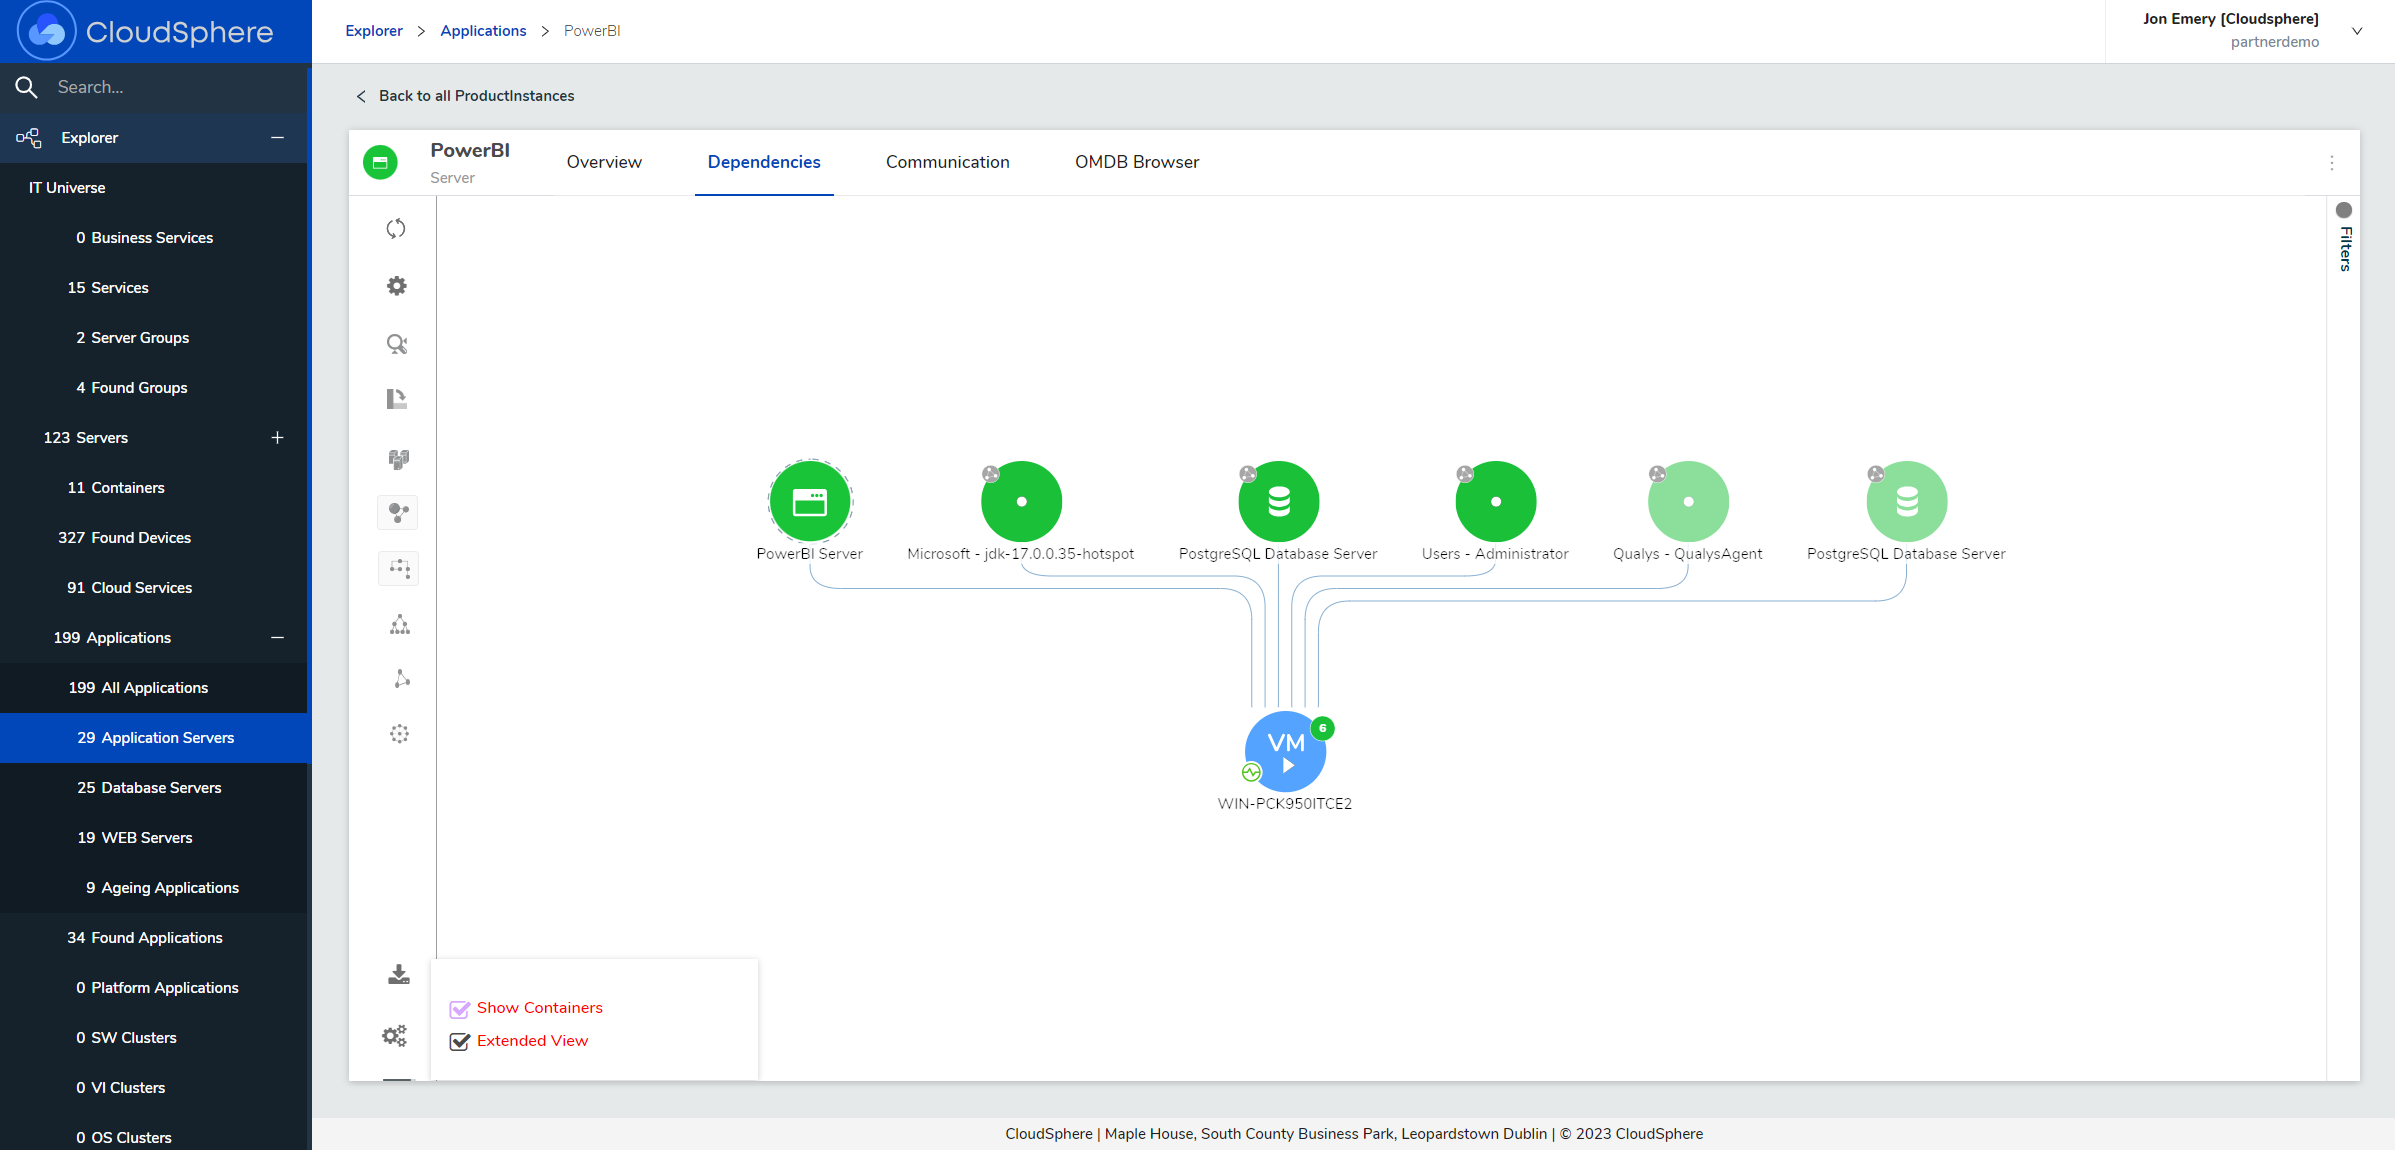 CloudSphere
Explorer > Applications > PowerBI
Jon Emery [Cloudsphere]
partnerdemo
Search...
Explorer
IT Universe
0 Business Services
15 Services
2 Server Groups
4 Found Groups
123 Servers
11 Containers
327 Found Devices
91 Cloud Services
199 Applications
199 All Applications
29 Application Servers
25 Database Servers
19 WEB Servers
9 Ageing Applications
34 Found Applications
0 Platform Applications
0 SW Clusters
0 VI Clusters
0 OS Clusters
Back to all ProductInstances
PowerBI
Server
Overview
Dependencies
Communication
OMDB Browser
Filters
PowerBI Server
Microsoft - jdk-17.0.0.35-hotspot
PostgreSQL Database Server
Users - Administrator
Qualys - QualysAgent
PostgreSQL Database Server
VM
6
WIN-PCK950ITCE2
Show Containers
Extended View
CloudSphere | Maple House, South County Business Park, Leopardstown Dublin | © 2023 CloudSphere